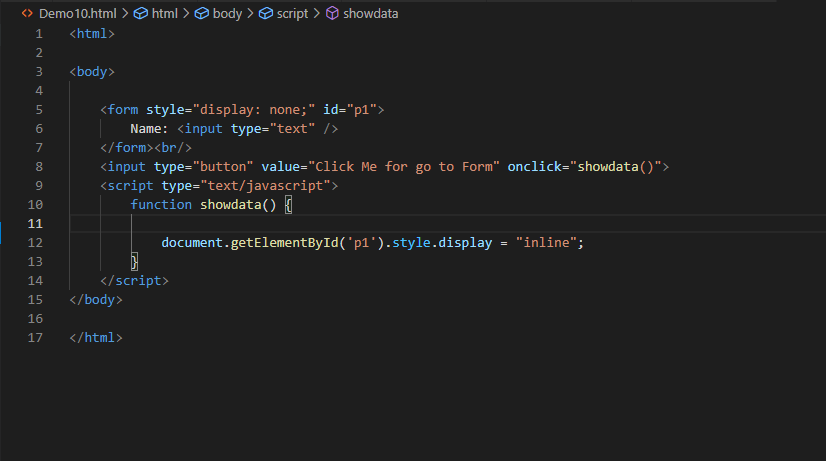 <> Demo10.html > html > body > script > showdata
1 <html>
2
3 <body>
4
5     <form style="display: none;" id="p1">
6         Name: <input type="text" />
7     </form><br/>
8     <input type="button" value="Click Me for go to Form" onclick="showdata()">
9     <script type="text/javascript">
10         function showdata() {
11
12             document.getElementById('p1').style.display = "inline";
13         }
14     </script>
15 </body>
16
17 </html>